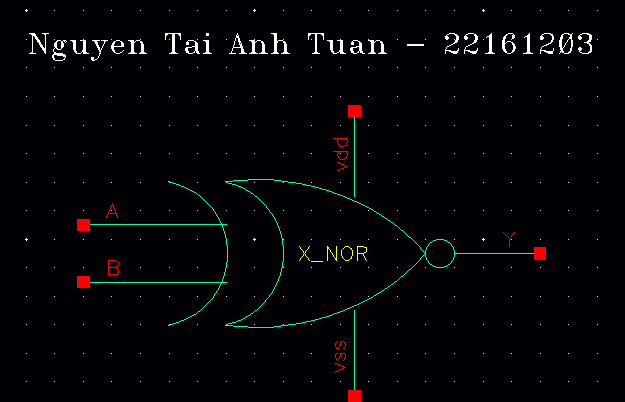 Nguyen Tai Anh Tuan - 22161203
vdd
A
Y
X_NOR
B
vss